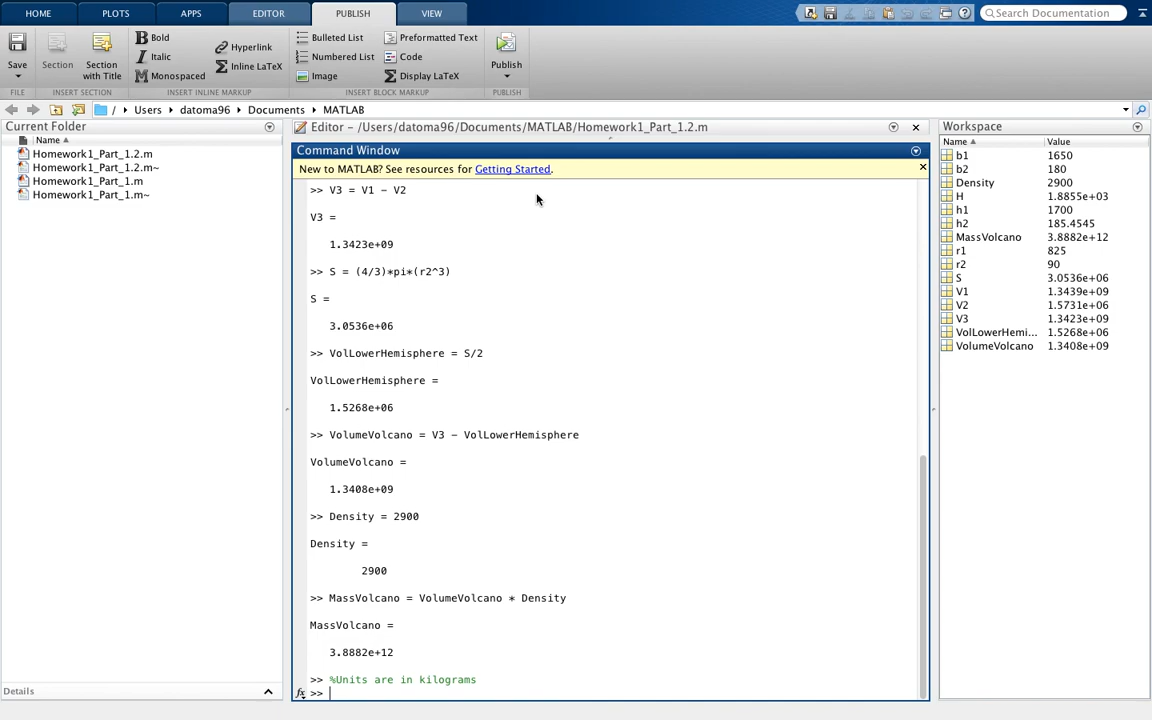 HOME PLOTS APPS EDITOR PUBLISH VIEW Search Documentation
Save Section Section with Title Bold Italic Monospaced Hyperlink Inline LaTeX Bulleted List Numbered List Image Preformatted Text Code Display LaTeX Publish
FILE INSERT SECTION INSERT INLINE MARKUP INSERT BLOCK MARKUP PUBLISH
/ Users datoma96 Documents MATLAB
Current Folder
Name
Homework1_Part_1.2.m
Homework1_Part_1.2.m~
Homework1_Part_1.m
Homework1_Part_1.m~
Details
Editor – /Users/datoma96/Documents/MATLAB/Homework1_Part_1.2.m
Command Window
New to MATLAB? See resources for Getting Started.
>> V3 = V1 - V2
V3 =
1.3423e+09
>> S = (4/3)*pi*(r2^3)
S =
3.0536e+06
>> VolLowerHemisphere = S/2
VolLowerHemisphere =
1.5268e+06
>> VolumeVolcano = V3 - VolLowerHemisphere
VolumeVolcano =
1.3408e+09
>> Density = 2900
Density =
2900
>> MassVolcano = VolumeVolcano * Density
MassVolcano =
3.8882e+12
>> %Units are in kilograms
fx >>
Workspace
Name Value
b1 1650
b2 180
Density 2900
H 1.8855e+03
h1 1700
h2 185.4545
MassVolcano 3.8882e+12
r1 825
r2 90
S 3.0536e+06
V1 1.3439e+09
V2 1.5731e+06
V3 1.3423e+09
VolLowerHemi... 1.5268e+06
VolumeVolcano 1.3408e+09